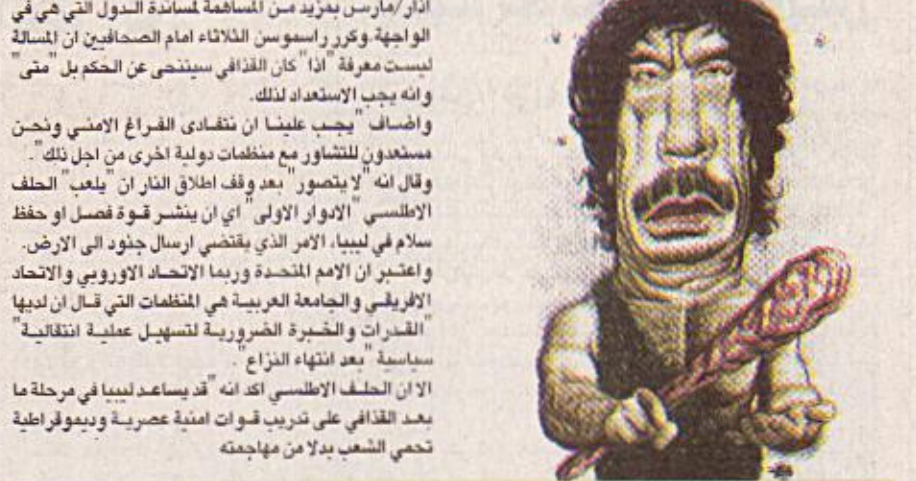 آذار/مارس بمزيد من المساهمة لمساندة الدول التي هي في
الواجهة.وكرر راسموسن الثلاثاء امام الصحافيين ان المسالة
ليست معرفة "اذا" كان القذافي سيتنحى عن الحكم بل "متى"
وانه يجب الاستعداد لذلك.
واضاف "يجب علينا ان نتفادى الفراغ الامني ونحن
مستعدون للتشاور مع منظمات دولية اخرى من اجل ذلك".
وقال انه "لا يتصور" بعد وقف اطلاق النار ان "يلعب" الحلف
الاطلسي "الادوار الاولى" اي ان ينشر قوة فصل او حفظ
سلام في ليبيا، الامر الذي يقتضي ارسال جنود الى الارض.
واعتبر ان الامم المتحدة وربما الاتحاد الاوروبي والاتحاد
الافريقي والجامعة العربية هي المنظمات التي قال ان لديها
"القدرات والخبرة الضرورية لتسهيل عملية انتقالية"
سياسية "بعد انتهاء النزاع".
الا ان الحلف الاطلسي اكد انه "قد يساعد ليبيا في مرحلة ما
بعد القذافي على تدريب قوات امنية عصرية وديموقراطية
تحمي الشعب بدلا من مهاجمته